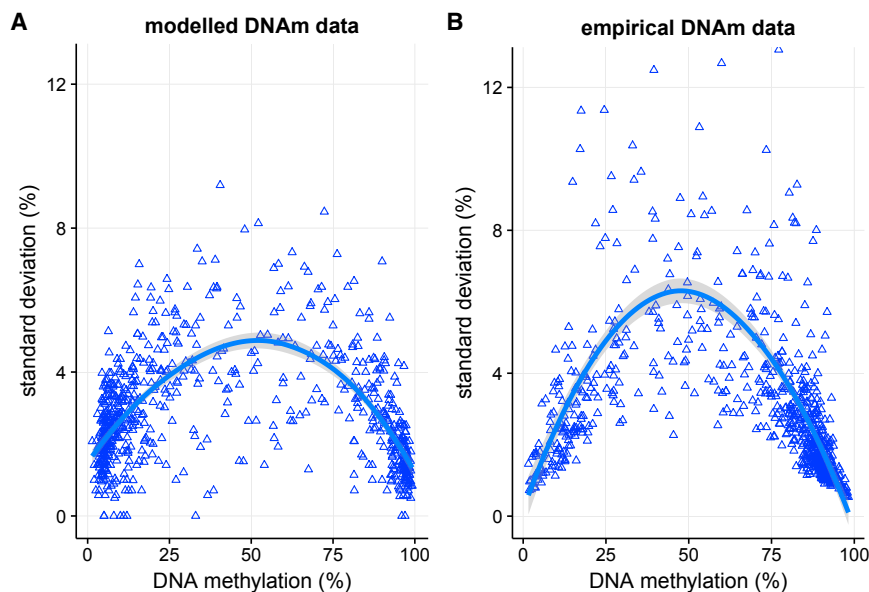 A
modelled DNAm data
12
8
4
0
standard deviation (%)
0 25 50 75 100
DNA methylation (%)
B
empirical DNAm data
12
8
4
0
standard deviation (%)
0 25 50 75 100
DNA methylation (%)